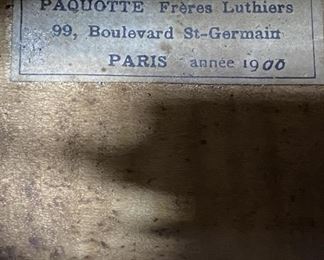 PAQUOTTE Frères Luthiers
99, Boulevard St-Germain
PARIS année 1900